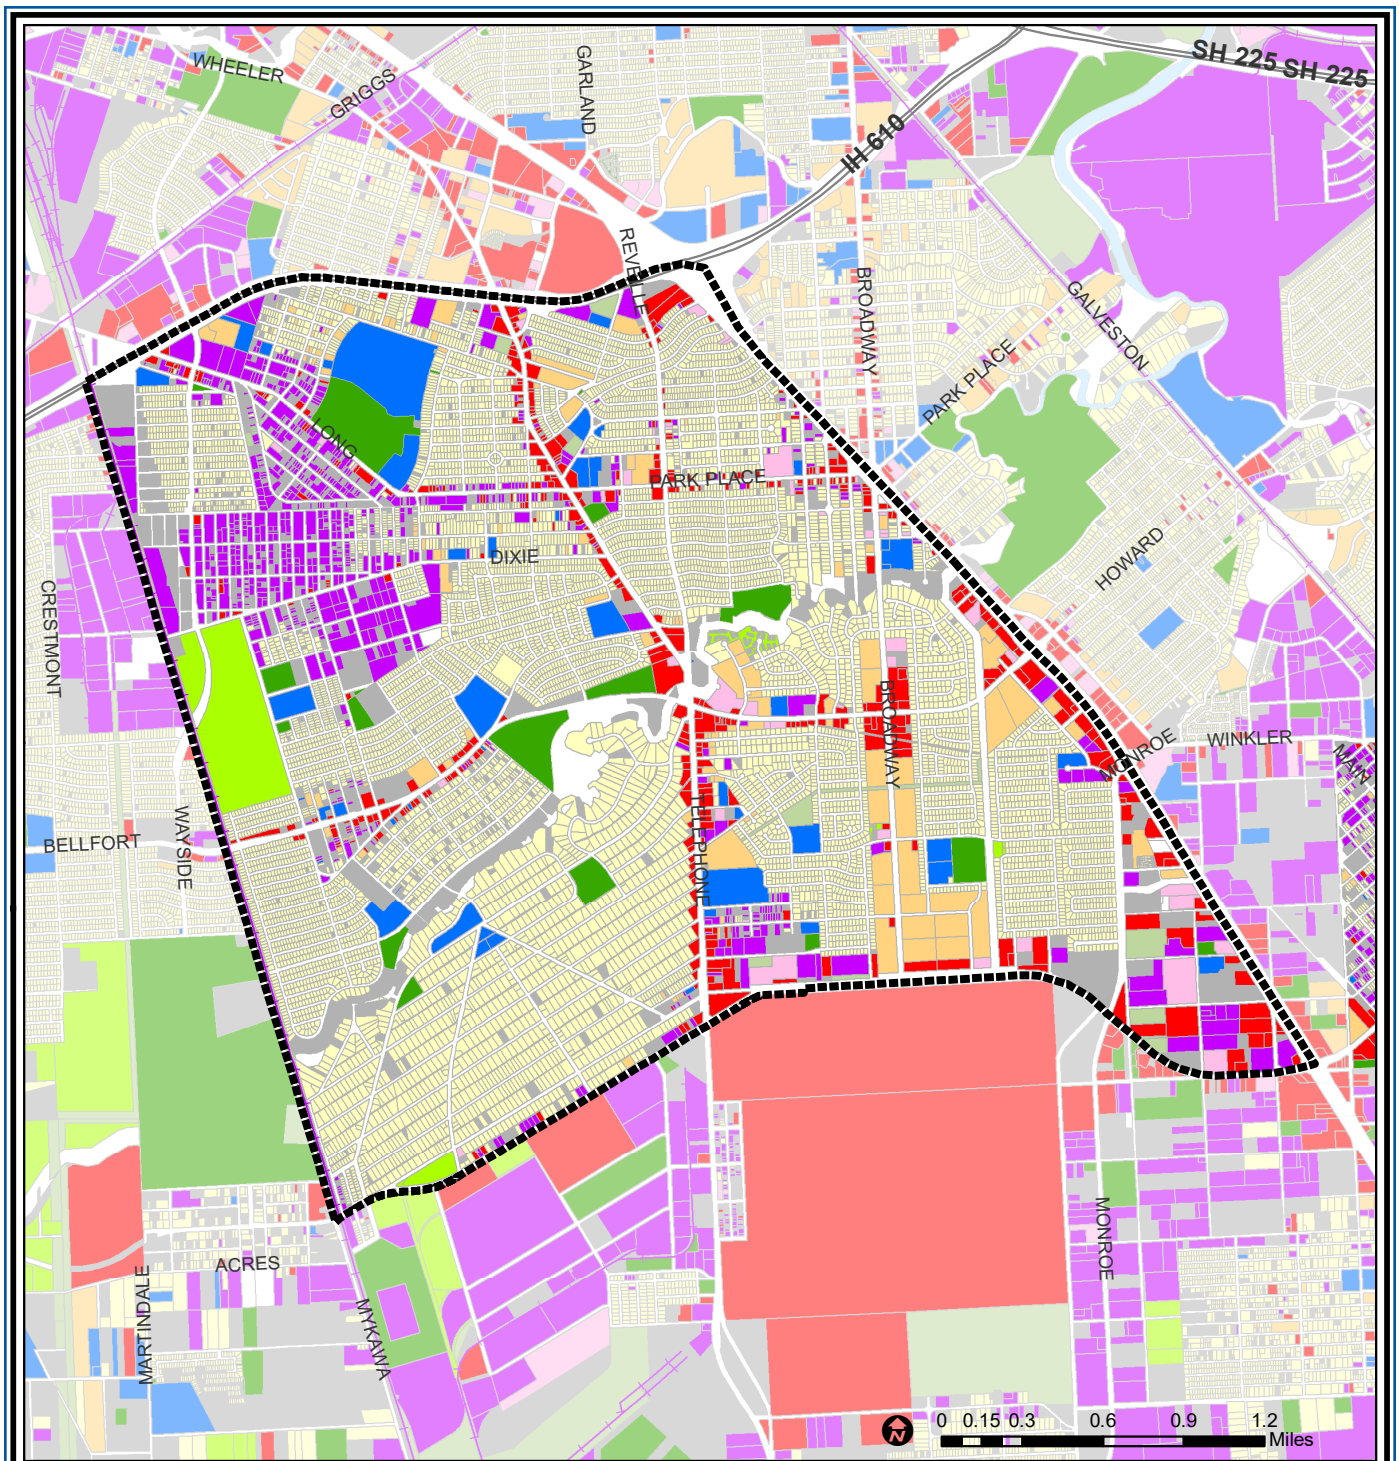 SH 225 SH 225
WHEELER
GRIGGS
GARLAND
IH 610
REVEILLE
BROADWAY
GALVESTON
PARK PLACE
LONG
PARK PLACE
DIXIE
HOWARD
CRESTMONT
BROADWAY
MONROE
WINKLER
MAIN
TELEPHONE
WAYSIDE
BELLFORT
ACRES
MARTINDALE
MYKAWA
MONROE
N
0 0.15 0.3 0.6 0.9 1.2
Miles